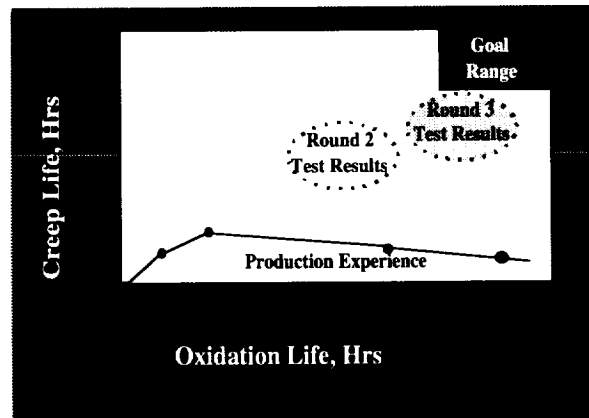 Goal
Range
Round 3
Test Results
Round 2
Test Results
Production Experience
Creep Life, Hrs
Oxidation Life, Hrs